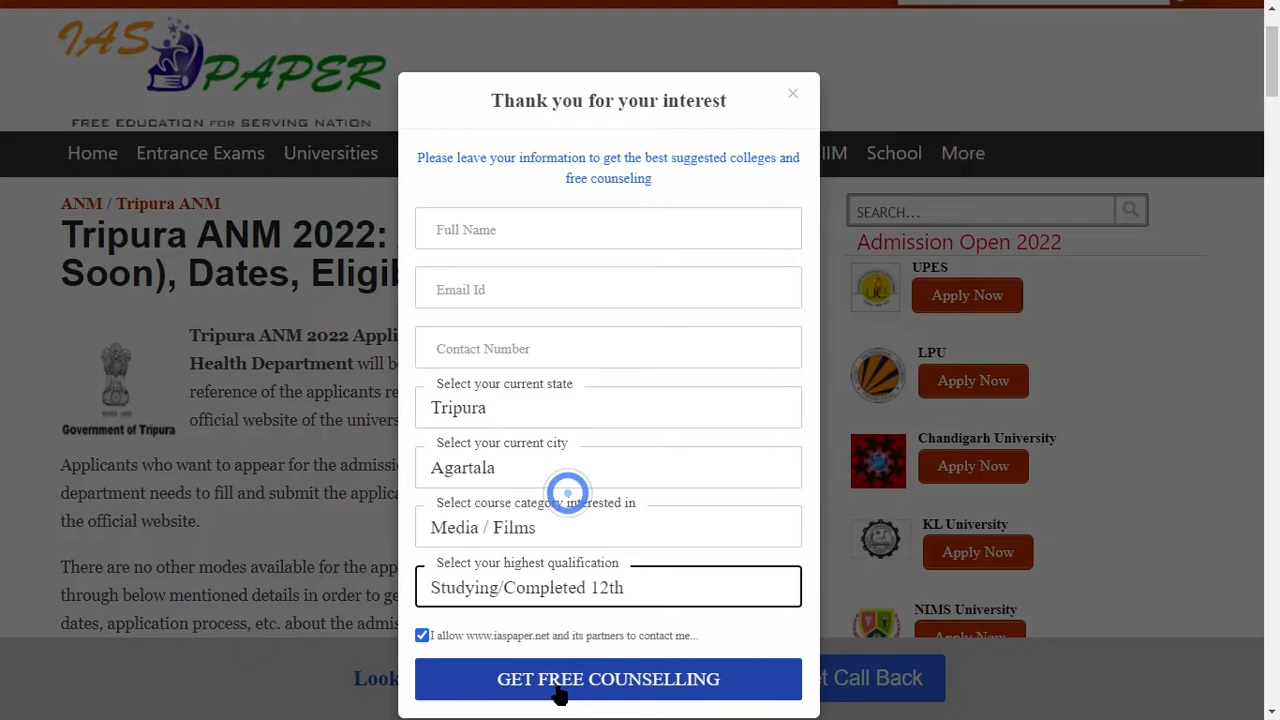 IAS
PAPER
FREE EDUCATION FOR SERVING NATION
Home Entrance Exams Universities IIM School More
Thank you for your interest
×
Please leave your information to get the best suggested colleges and
free counseling
Full Name
Email Id
Contact Number
Select your current state
Tripura
Select your current city
Agartala
Select course category interested in
Media / Films
Select your highest qualification
Studying/Completed 12th
I allow www.iaspaper.net and its partners to contact me...
GET FREE COUNSELLING
ANM / Tripura ANM
Tripura ANM 2022:
Soon), Dates, Eligib
Tripura ANM 2022 Appli
Health Department will be
reference of the applicants re
official website of the univers
Government of Tripura
Applicants who want to appear for the admissio
department needs to fill and submit the applica
the official website.
There are no other modes available for the app
through below mentioned details in order to ge
dates, application process, etc. about the admis
SEARCH...
Admission Open 2022
UPES
Apply Now
LPU
Apply Now
Chandigarh University
Apply Now
KL University
Apply Now
NIMS University
Apply Now
Look
t Call Back